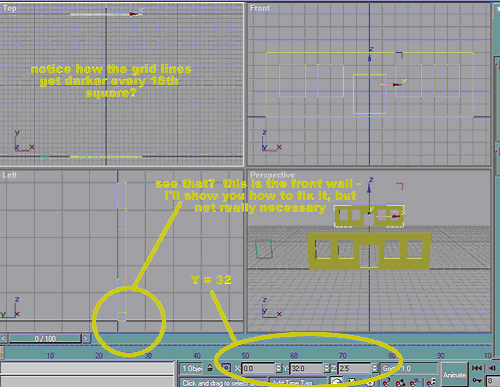 Top
Front
notice how the grid lines
get darker every 16th
square?
z
x
y
z
x
y
x
z
x
Left
Perspective
see that? this is the front wall -
i'll show you how to fix it, but
not really necessary
z
x
Y = 32
z
y
z
x
y
0 / 100
10
20
30
40
50
60
70
80
90
100
1 Objec
X: 0.0
Y: 32.0
Z: 2.5
Grid
1.0
Animate
Click and drag to select
Add Time Tag